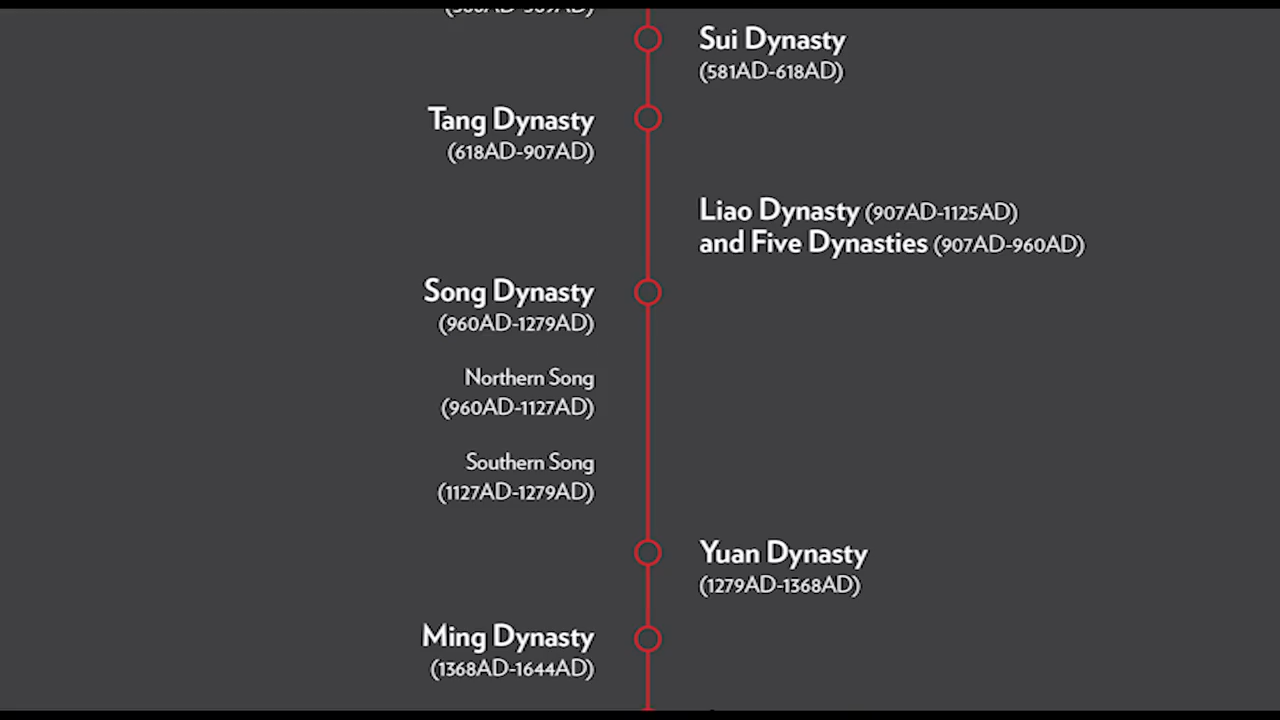 Sui Dynasty
(581AD-618AD)
Tang Dynasty
(618AD-907AD)
Liao Dynasty (907AD-1125AD)
and Five Dynasties (907AD-960AD)
Song Dynasty
(960AD-1279AD)
Northern Song
(960AD-1127AD)
Southern Song
(1127AD-1279AD)
Yuan Dynasty
(1279AD-1368AD)
Ming Dynasty
(1368AD-1644AD)